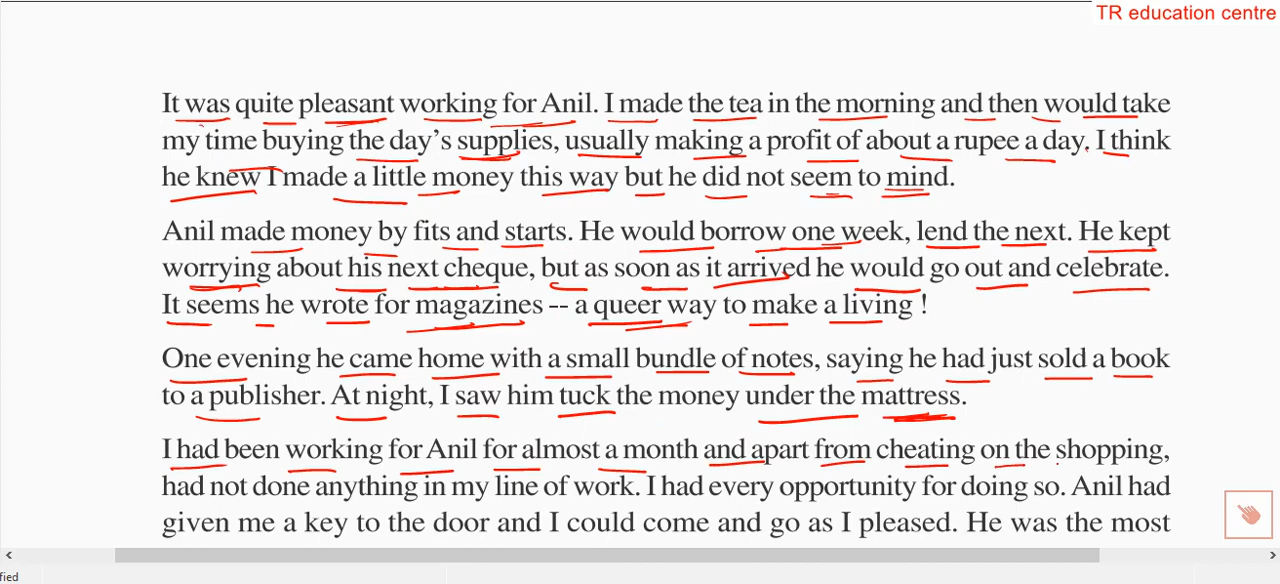 TR education centre
It was quite pleasant working for Anil. I made the tea in the morning and then would take
my time buying the day's supplies, usually making a profit of about a rupee a day. I think
he knew I made a little money this way but he did not seem to mind.
Anil made money by fits and starts. He would borrow one week, lend the next. He kept
worrying about his next cheque, but as soon as it arrived he would go out and celebrate.
It seems he wrote for magazines -- a queer way to make a living !
One evening he came home with a small bundle of notes, saying he had just sold a book
to a publisher. At night, I saw him tuck the money under the mattress.
I had been working for Anil for almost a month and apart from cheating on the shopping,
had not done anything in my line of work. I had every opportunity for doing so. Anil had
given me a key to the door and I could come and go as I pleased. He was the most
fied